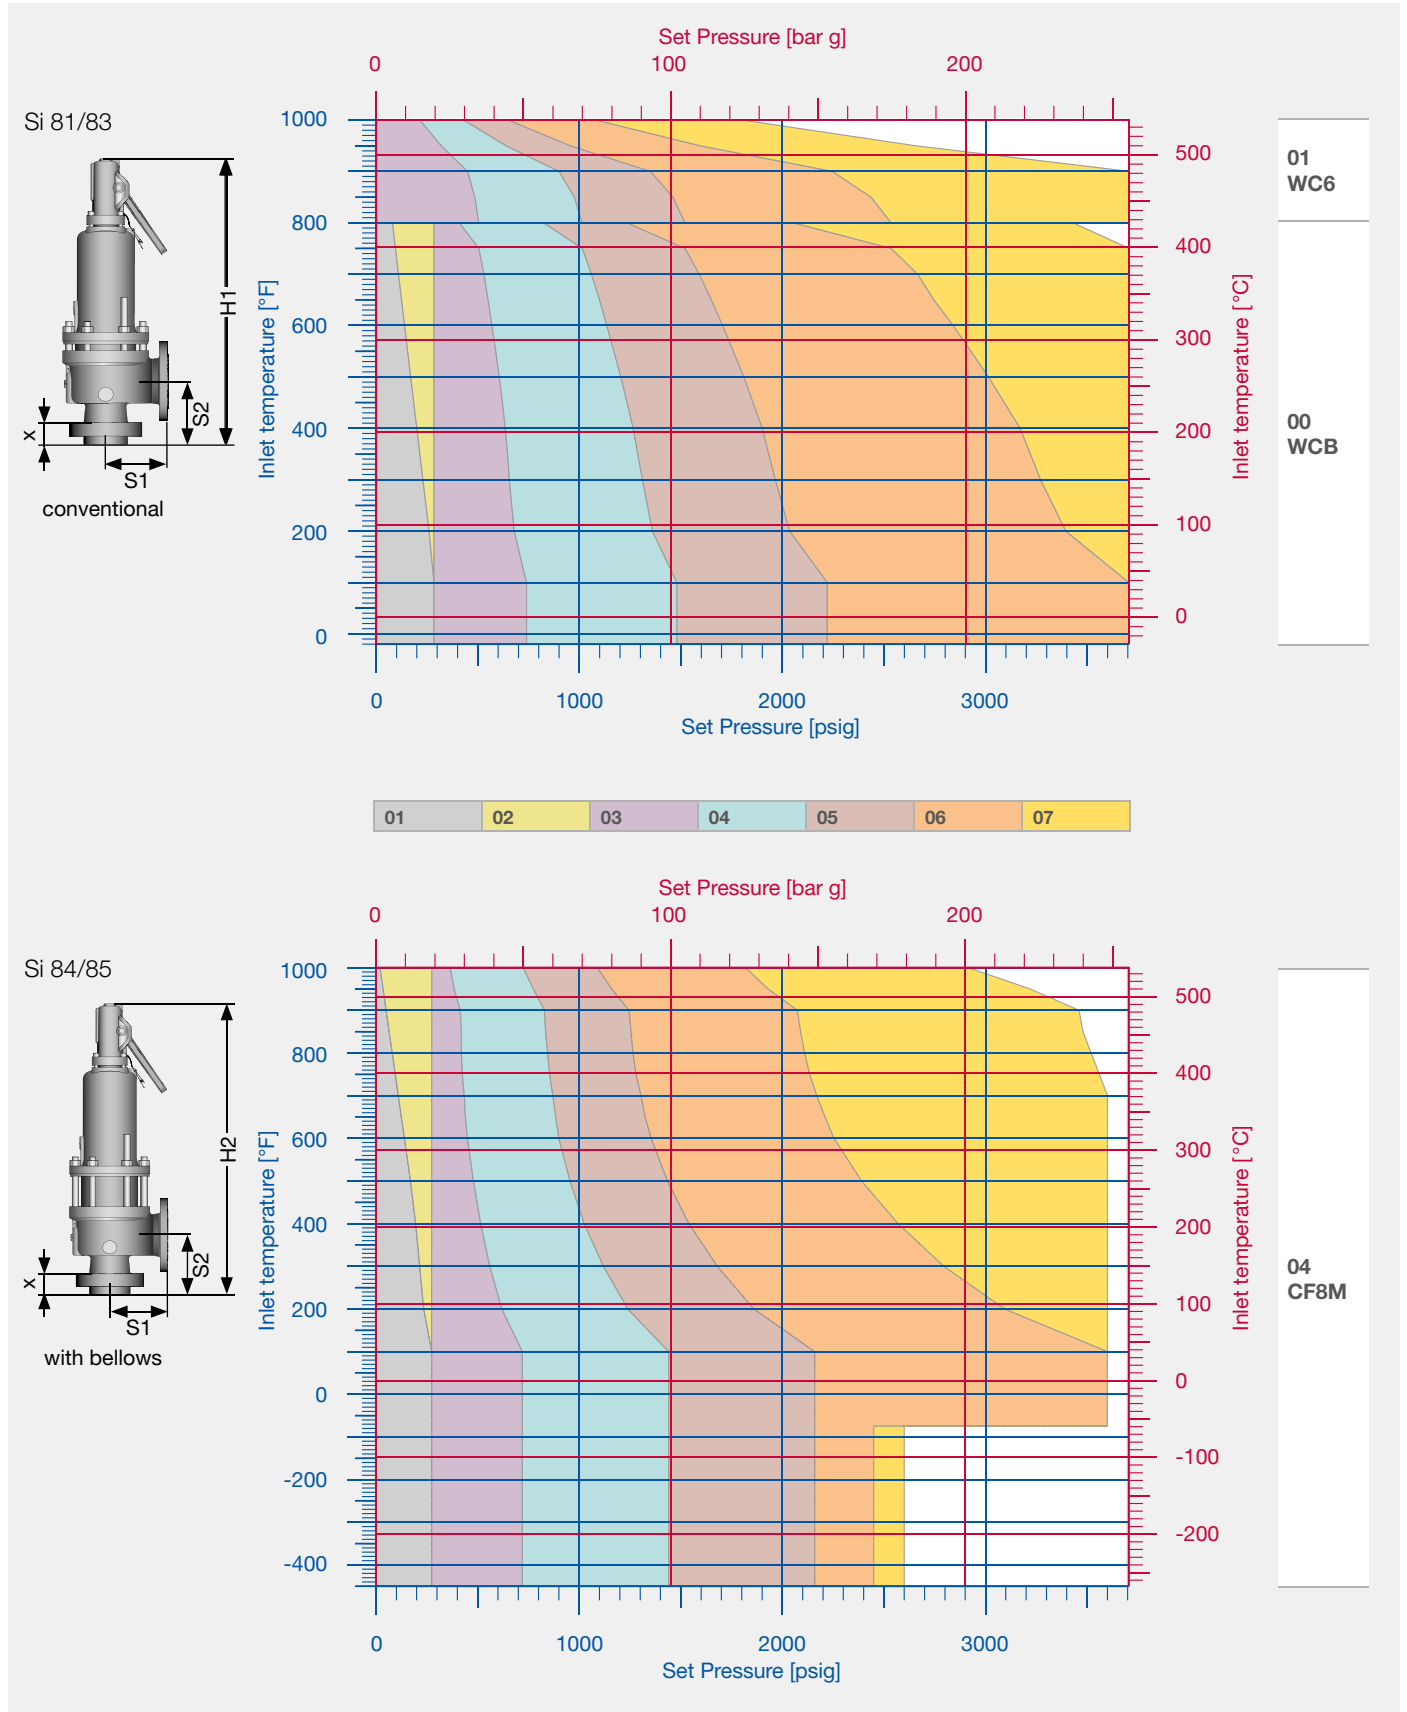 Set Pressure [bar g]
0 100 200
Si 81/83
1000
800
600
400
200
0
Inlet temperature [°F]
500
400
300
200
100
0
Inlet temperature [°C]
01
WC6
00
WCB
H1
S2
x
S1
conventional
0 1000 2000 3000
Set Pressure [psig]
01 02 03 04 05 06 07
Set Pressure [bar g]
0 100 200
Si 84/85
1000
800
600
400
200
0
-200
-400
Inlet temperature [°F]
500
400
300
200
100
0
-100
-200
Inlet temperature [°C]
04
CF8M
H2
S2
x
S1
with bellows
0 1000 2000 3000
Set Pressure [psig]